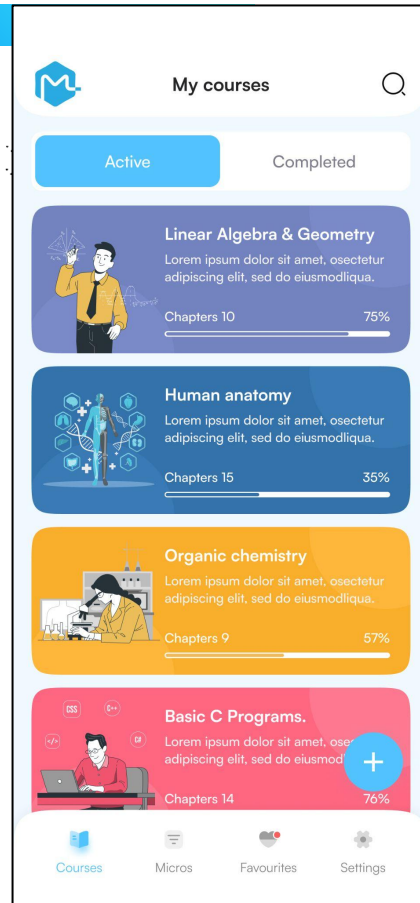 My courses
Active
Completed
Linear Algebra & Geometry
Lorem ipsum dolor sit amet, osectetur
adipiscing elit, sed do eiusmodliqua.
Chapters 10
75%
Human anatomy
Lorem ipsum dolor sit amet, osectetur
adipiscing elit, sed do eiusmodliqua.
Chapters 15
35%
Organic chemistry
Lorem ipsum dolor sit amet, osectetur
adipiscing elit, sed do eiusmodliqua.
Chapters 9
57%
CSS
C++
</>
C#
Basic C Programs.
Lorem ipsum dolor sit amet,
adipiscing elit, sed do
Chapters 14
76%
Courses
Micros
Favourites
Settings